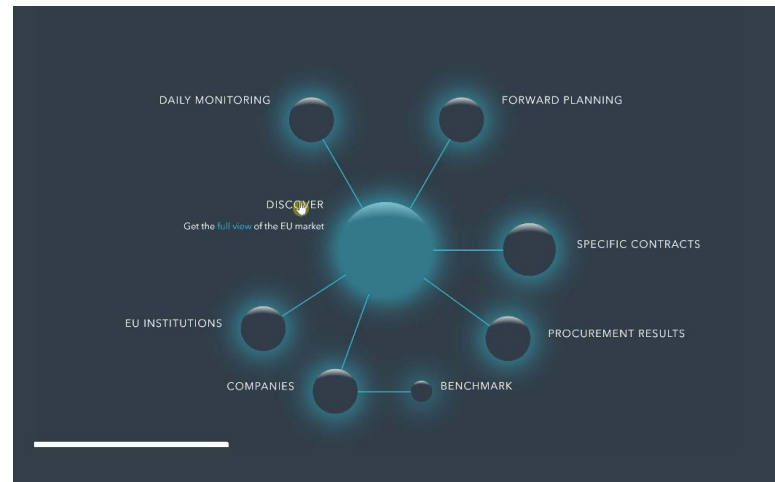 DAILY MONITORING
FORWARD PLANNING
DISCOVER
Get the full view of the EU market
SPECIFIC CONTRACTS
EU INSTITUTIONS
PROCUREMENT RESULTS
COMPANIES
BENCHMARK